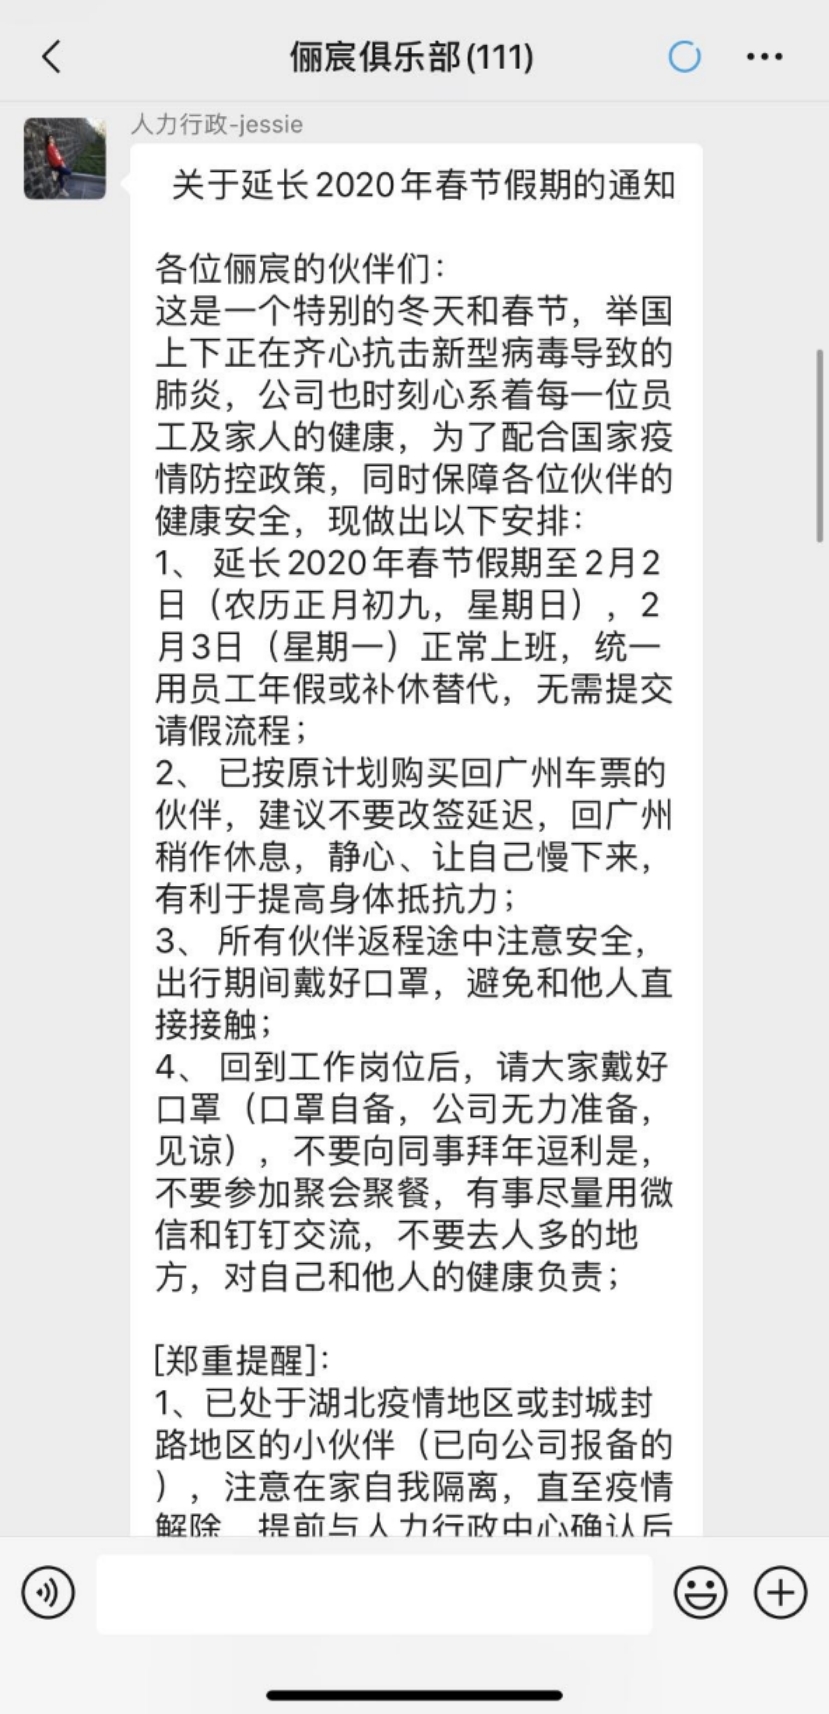 俪宸俱乐部(111)
人力行政-jessie
关于延长2020年春节假期的通知
各位俪宸的伙伴们：
这是一个特别的冬天和春节，举国
上下正在齐心抗击新型病毒导致的
肺炎，公司也时刻心系着每一位员
工及家人的健康，为了配合国家疫
情防控政策，同时保障各位伙伴的
健康安全，现做出以下安排：
1、 延长2020年春节假期至2月2
日（农历正月初九，星期日），2
月3日（星期一）正常上班，统一
用员工年假或补休替代，无需提交
请假流程；
2、 已按原计划购买回广州车票的
伙伴，建议不要改签延迟，回广州
稍作休息，静心、让自己慢下来，
有利于提高身体抵抗力；
3、 所有伙伴返程途中注意安全，
出行期间戴好口罩，避免和他人直
接接触；
4、 回到工作岗位后，请大家戴好
口罩（口罩自备，公司无力准备，
见谅），不要向同事拜年逗利是，
不要参加聚会聚餐，有事尽量用微
信和钉钉交流，不要去人多的地
方，对自己和他人的健康负责；
[郑重提醒]：
1、已处于湖北疫情地区或封城封
路地区的小伙伴（已向公司报备的
），注意在家自我隔离，直至疫情
解除，提前与人力行政中心确认后